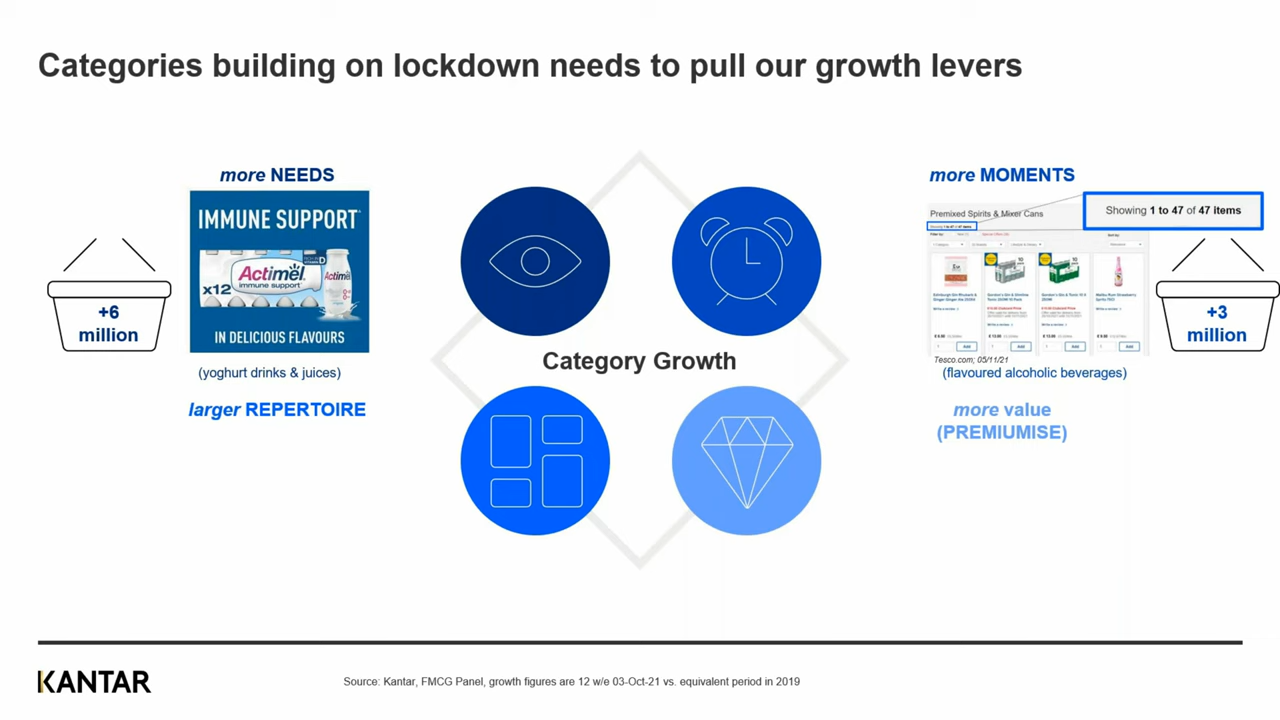 Categories building on lockdown needs to pull our growth levers
more NEEDS
IMMUNE SUPPORT
x12
Actimel
immune support
Actimel
IN DELICIOUS FLAVOURS
(yoghurt drinks & juices)
+6
million
larger REPERTOIRE
Category Growth
more MOMENTS
Premixed Spirits & Mixer Cans
Showing 1 to 47 of 47 items
Tesco.com; 05/11/21
(flavoured alcoholic beverages)
+3
million
more value
(PREMIUMISE)
KANTAR
Source: Kantar, FMCG Panel, growth figures are 12 w/e 03-Oct-21 vs. equivalent period in 2019